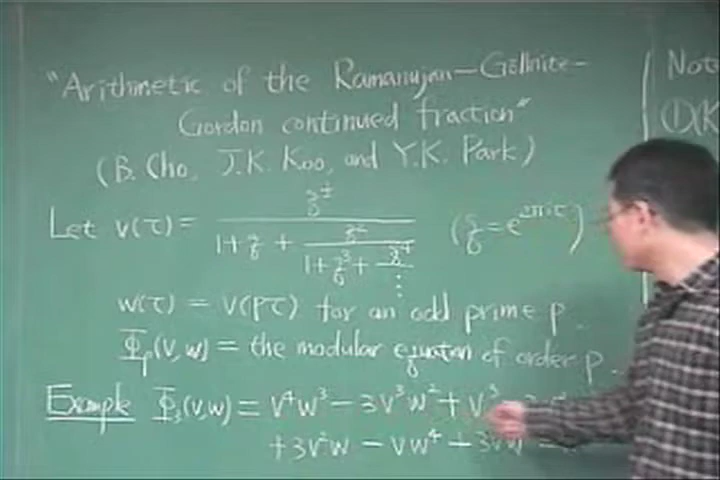 "Arithmetic of the Ramanujan–Göllnitz–
Gordon continued fraction"
(B. Cho, J.K. Koo, and Y.K. Park)
Let v(τ) = q^{1/2} / (1+q + q^2 / (1+q^3 + q^4 / ⋮)) (q = e^{2πiτ})
w(τ) = v(pτ) for an odd prime p.
Φ_p(v,w) = the modular equation of order p.
Example Φ_3(v,w) = v^4w^3 − 3v^3w^2 + v^3
+3v^2w − vw^4 +
Not
①(K